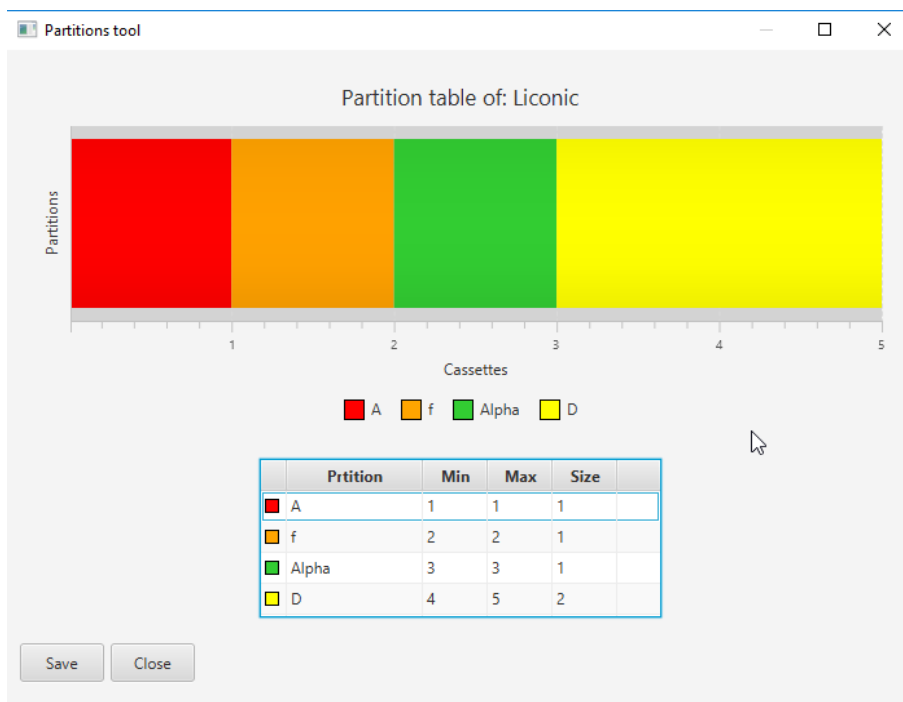 Partitions tool
Partition table of: Liconic
Partitions
1 2 3 4 5
Cassettes
A f Alpha D
Prtition Min Max Size
A 1 1 1
f 2 2 1
Alpha 3 3 1
D 4 5 2
Save Close